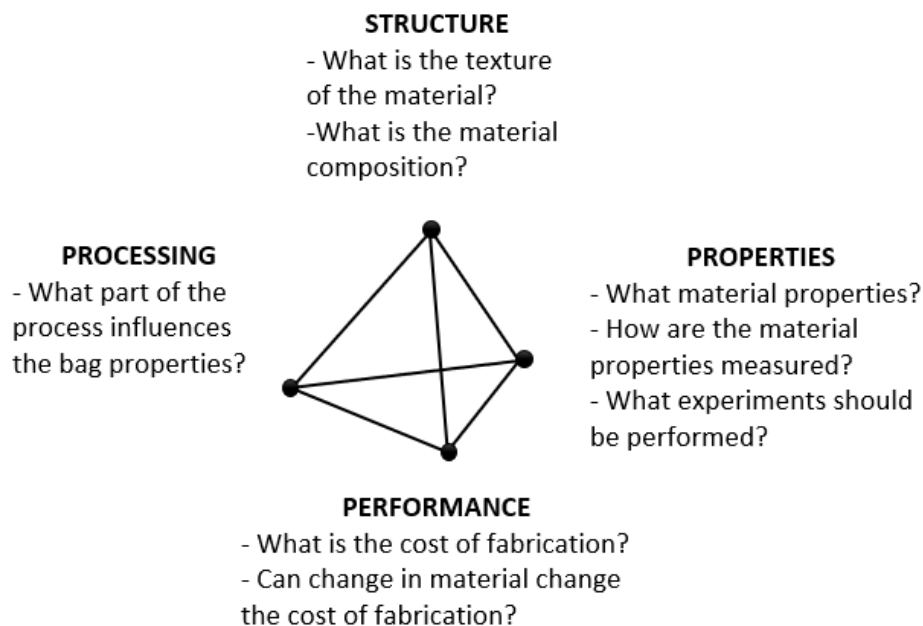 STRUCTURE
- What is the texture
of the material?
-What is the material
composition?
PROCESSING
- What part of the
process influences
the bag properties?
PROPERTIES
- What material properties?
- How are the material
properties measured?
- What experiments should
be performed?
PERFORMANCE
- What is the cost of fabrication?
- Can change in material change
the cost of fabrication?